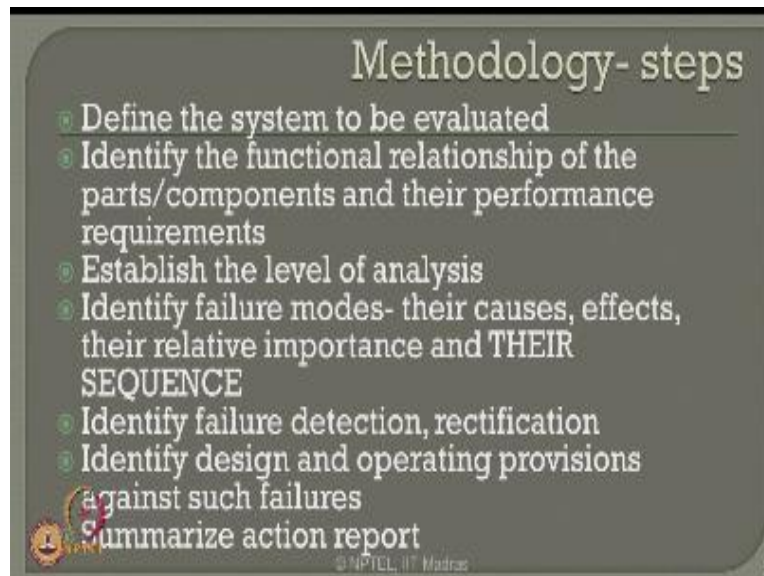 Methodology- steps
Define the system to be evaluated
Identify the functional relationship of the
parts/components and their performance
requirements
Establish the level of analysis
Identify failure modes- their causes, effects,
their relative importance and THEIR
SEQUENCE
Identify failure detection, rectification
Identify design and operating provisions
against such failures
Summarize action report
NPTEL
© NPTEL, IIT Madras